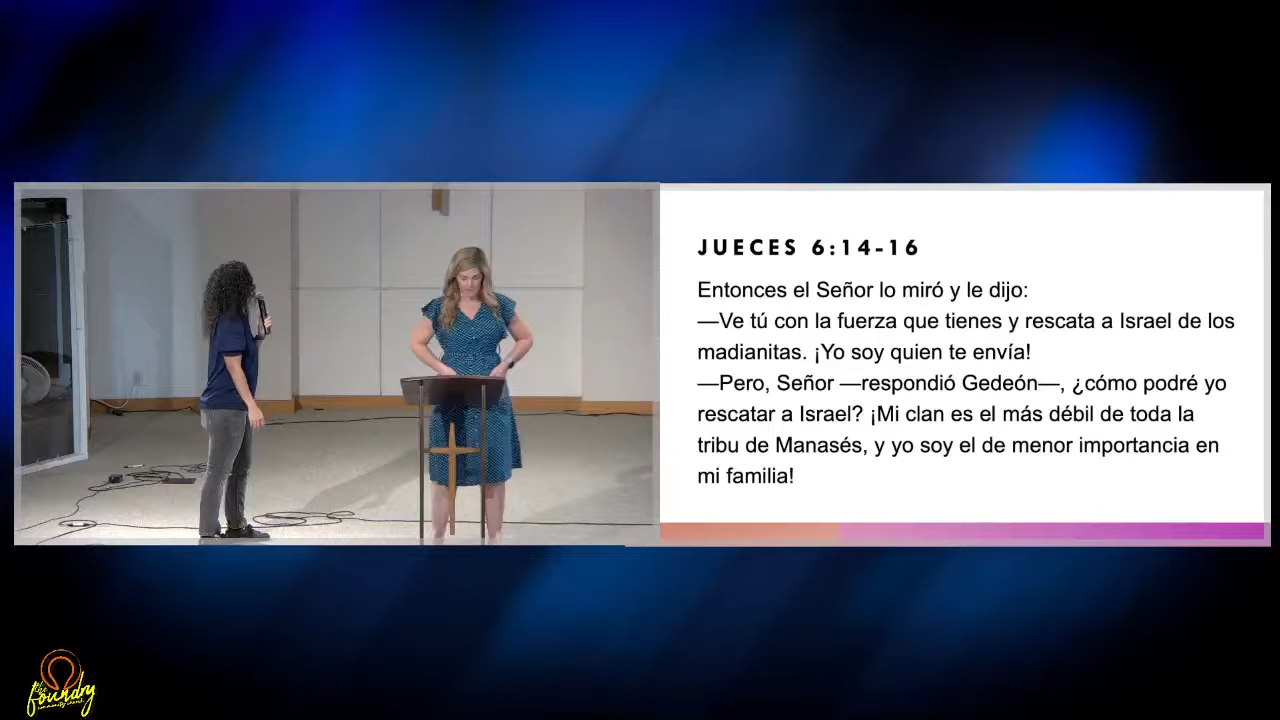 JUECES 6:14-16
Entonces el Señor lo miró y le dijo:
—Ve tú con la fuerza que tienes y rescata a Israel de los
madianitas. ¡Yo soy quien te envía!
—Pero, Señor —respondió Gedeón—, ¿cómo podré yo
rescatar a Israel? ¡Mi clan es el más débil de toda la
tribu de Manasés, y yo soy el de menor importancia en
mi familia!
the
foundry
community church